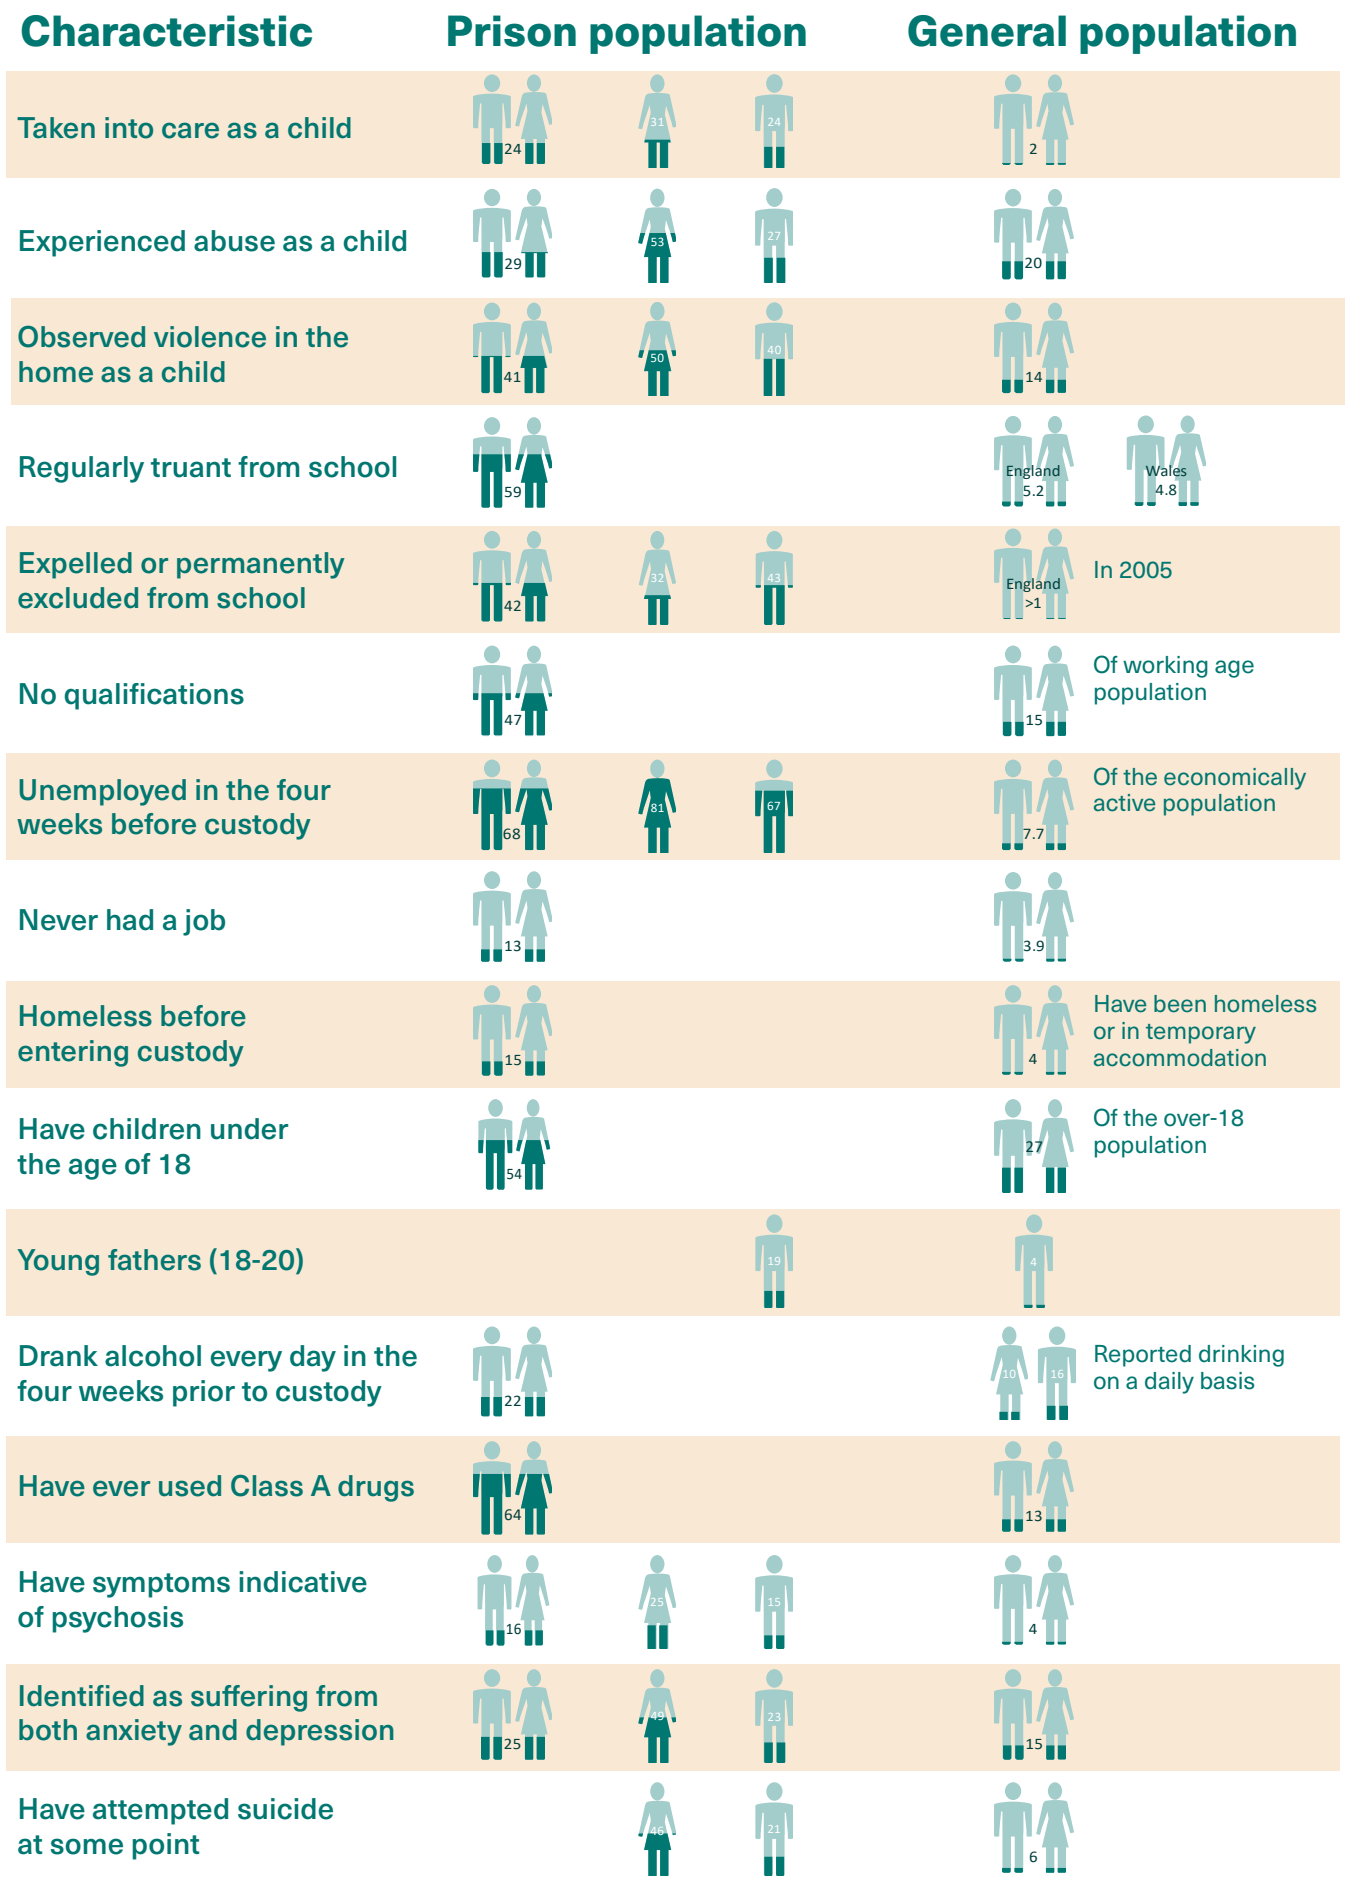 Characteristic Prison population General population
Taken into care as a child 24 31 24 2
Experienced abuse as a child 29 53 27 20
Observed violence in the
home as a child 41 50 40 14
Regularly truant from school 59 England 5.2 Wales 4.8
Expelled or permanently
excluded from school 42 32 43 England >1 In 2005
No qualifications 47 15 Of working age
population
Unemployed in the four
weeks before custody 68 81 67 7.7 Of the economically
active population
Never had a job 13 3.9
Homeless before
entering custody 15 4 Have been homeless
or in temporary
accommodation
Have children under
the age of 18 54 27 Of the over-18
population
Young fathers (18-20) 19 4
Drank alcohol every day in the
four weeks prior to custody 22 10 16 Reported drinking
on a daily basis
Have ever used Class A drugs 64 13
Have symptoms indicative
of psychosis 16 25 15 4
Identified as suffering from
both anxiety and depression 25 49 23 15
Have attempted suicide
at some point 46 21 6